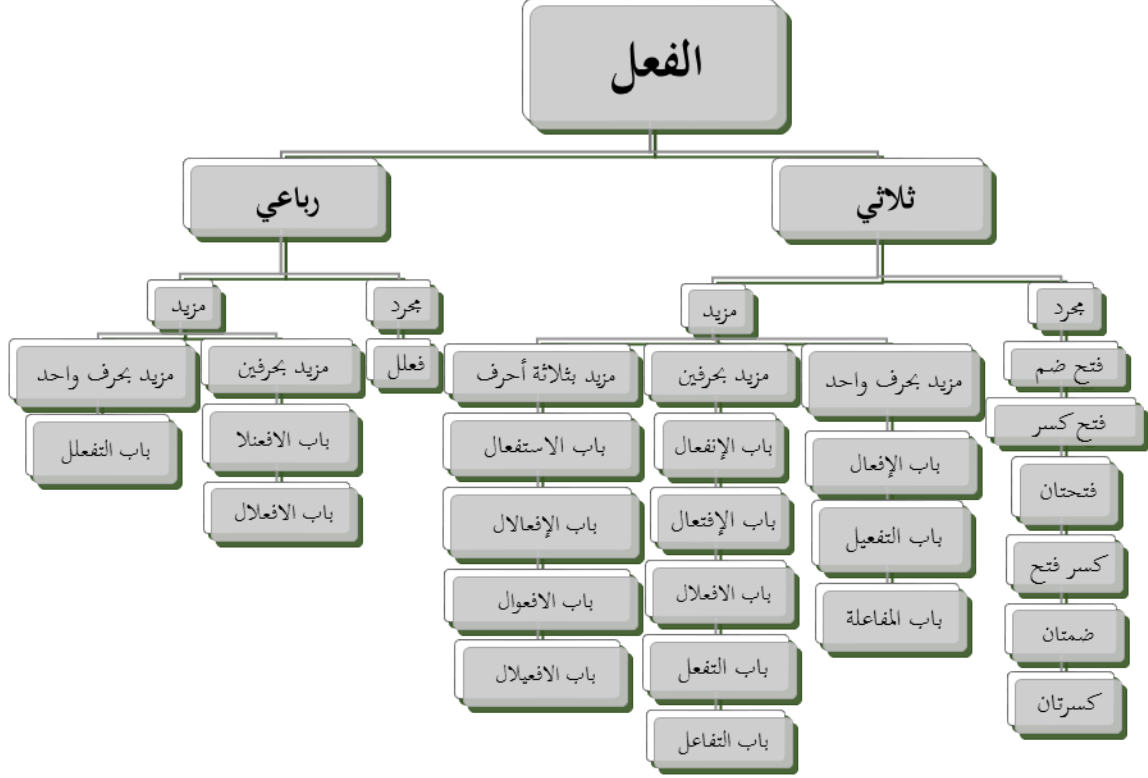 الفعل
ثلاثي
رباعي
مجرد
مزيد
مجرد
مزيد
فتح ضم
فتح كسر
فتحتان
كسر فتح
ضمتان
كسرتان
مزيد بحرف واحد
باب الإفعال
باب التفعيل
باب المفاعلة
مزيد بحرفين
باب الإنفعال
باب الإفتعال
باب الافعلال
باب التفعل
باب التفاعل
مزيد بثلاثة أحرف
باب الاستفعال
باب الإفعالال
باب الافعوال
باب الافعيلال
فعلل
مزيد بحرفين
باب الافعنلا
باب الافعلال
مزيد بحرف واحد
باب التفعلل